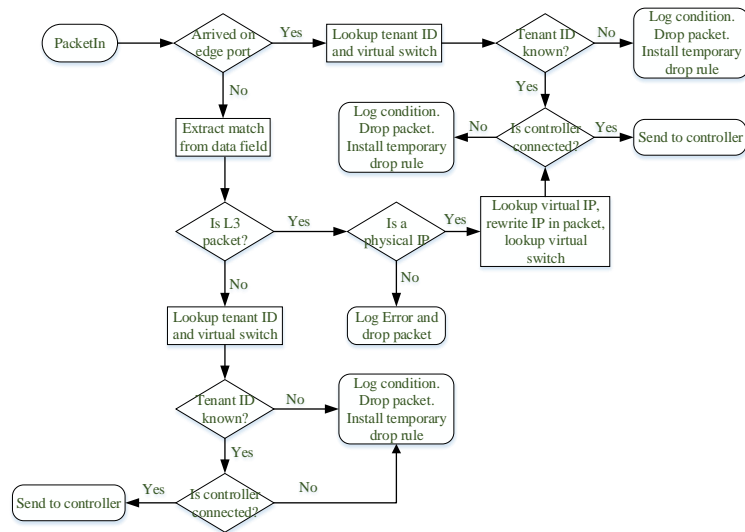 PacketIn
Arrived on
edge port
Yes
Lookup tenant ID
and virtual switch
Tenant ID
known?
No
Log condition.
Drop packet.
Install temporary
drop rule
No
Yes
Extract match
from data field
Log condition.
Drop packet.
Install temporary
drop rule
No
Is controller
connected?
Yes
Send to controller
Is L3
packet?
Yes
Is a
physical IP
Yes
Lookup virtual IP,
rewrite IP in packet,
lookup virtual
switch
No
No
Lookup tenant ID
and virtual switch
Log Error and
drop packet
Tenant ID
known?
No
Log condition.
Drop packet.
Install temporary
drop rule
Yes
Send to controller
Yes
Is controller
connected?
No